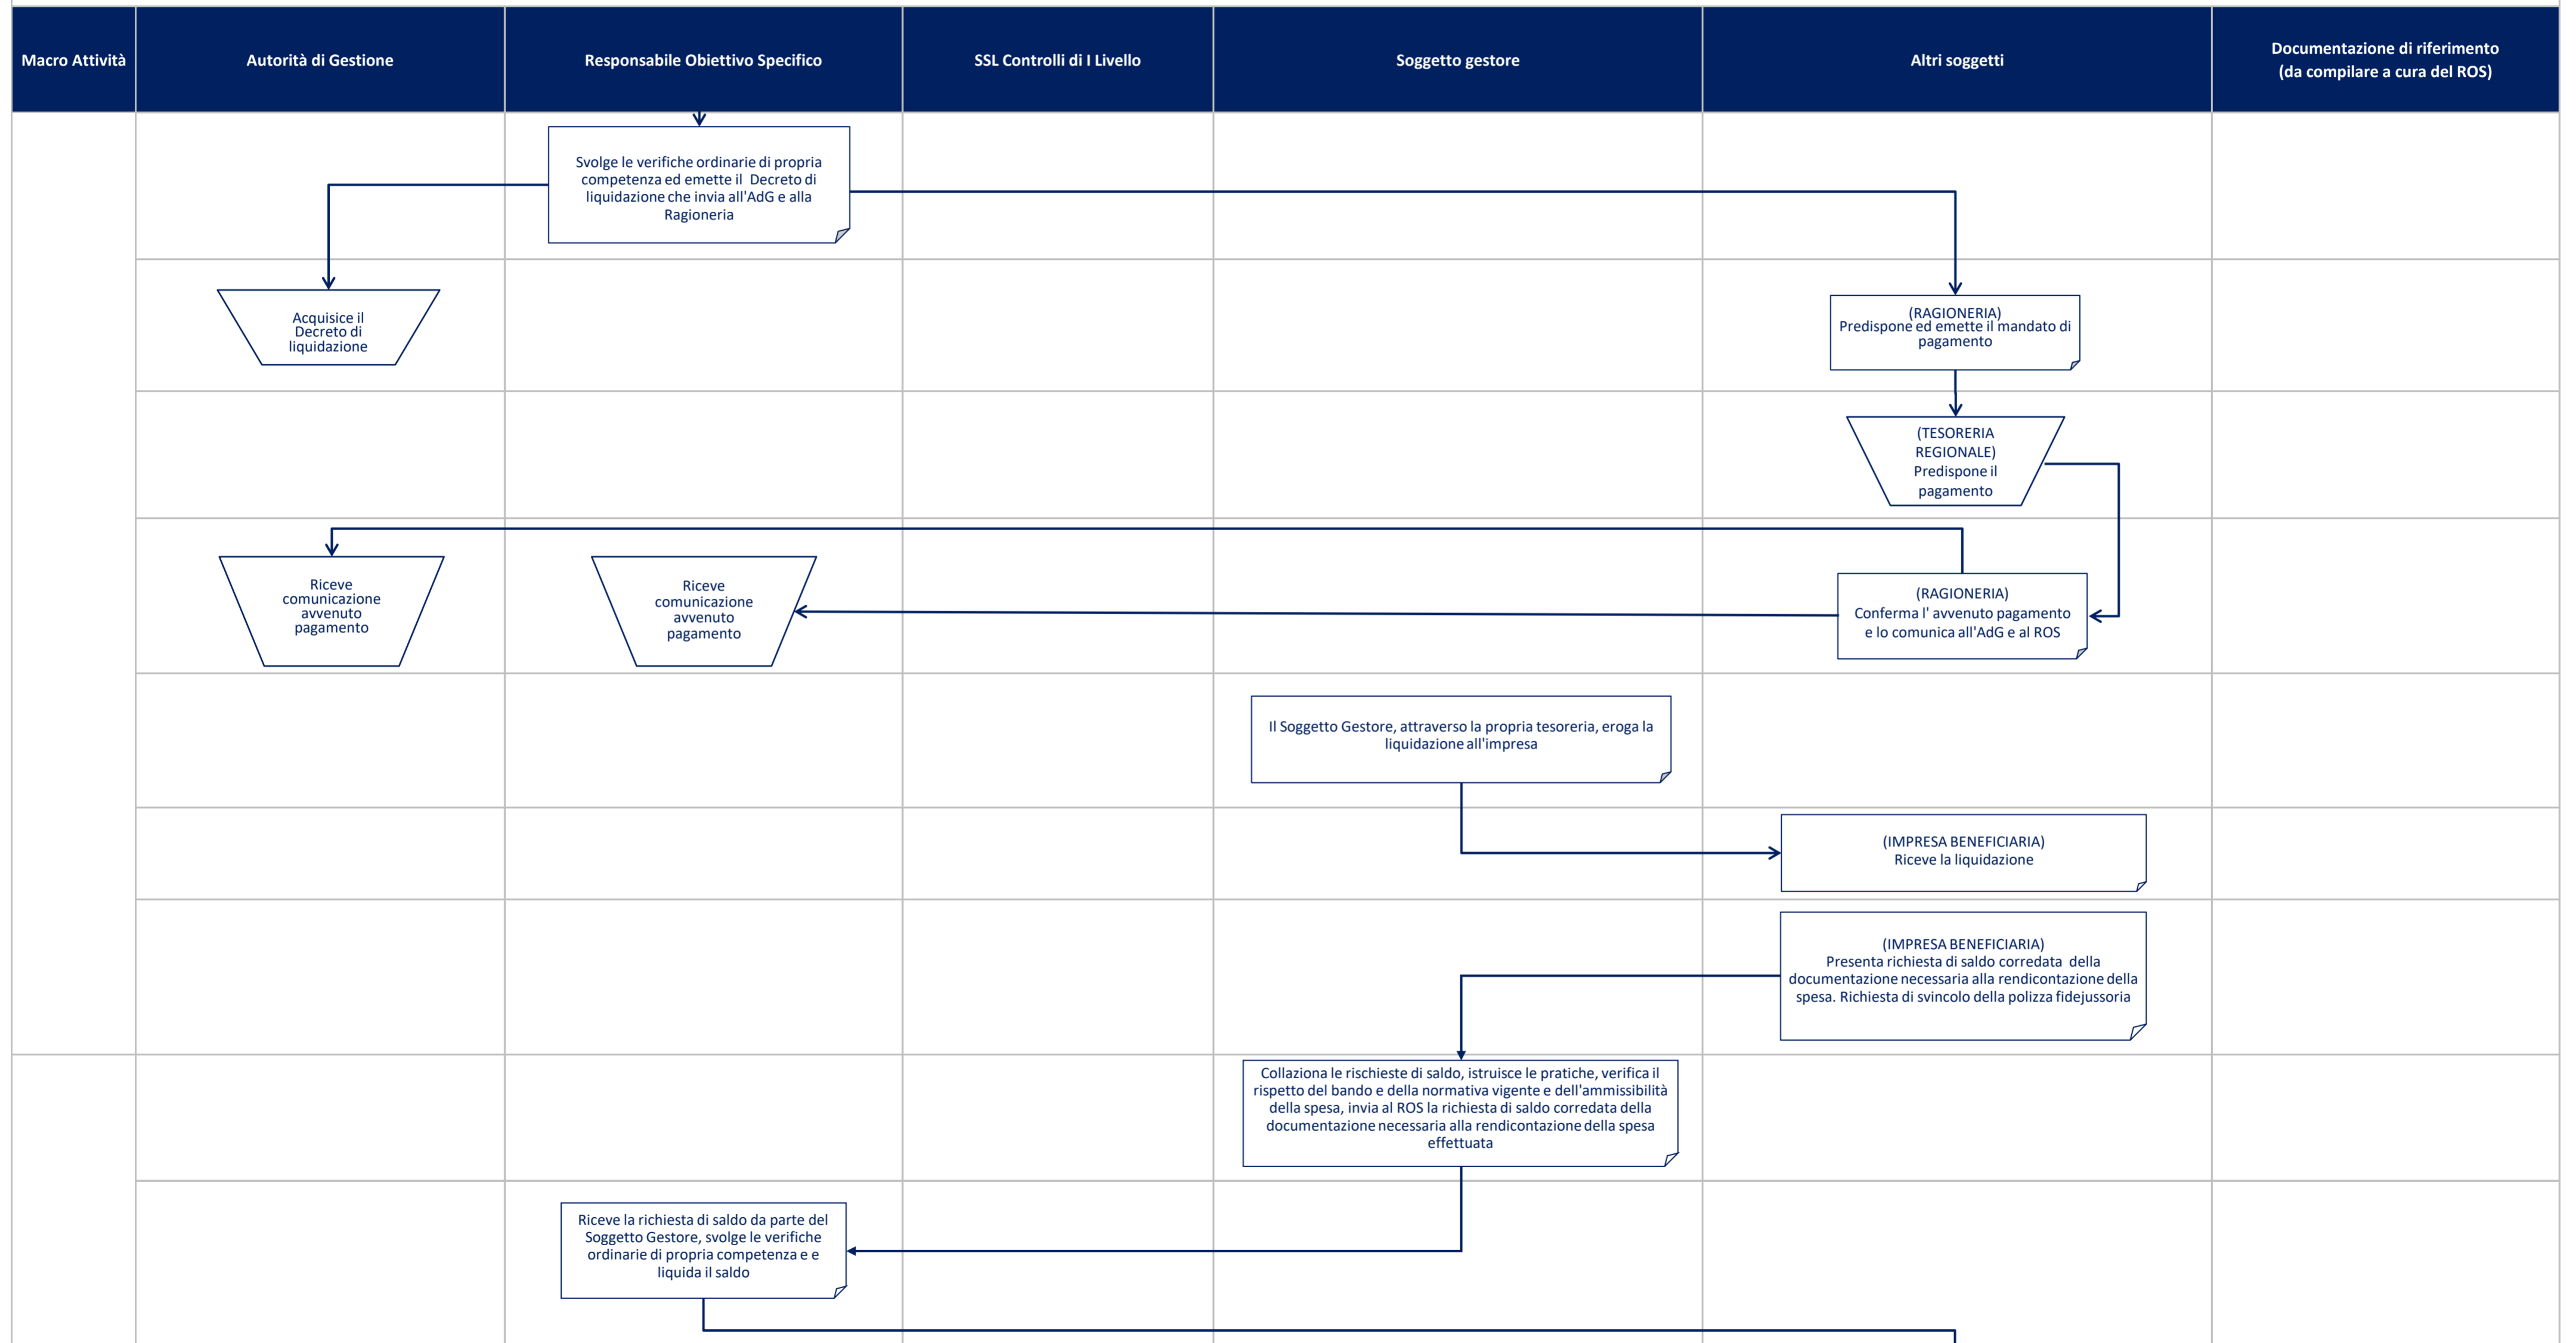 Macro Attività
Autorità di Gestione
Responsabile Obiettivo Specifico
SSL Controlli di I Livello
Soggetto gestore
Altri soggetti
Documentazione di riferimento
(da compilare a cura del ROS)
Svolge le verifiche ordinarie di propria
competenza ed emette il Decreto di
liquidazione che invia all'AdG e alla
Ragioneria
Acquisice il
Decreto di
liquidazione
(RAGIONERIA)
Predispone ed emette il mandato di
pagamento
(TESORERIA
REGIONALE)
Predispone il
pagamento
Riceve
comunicazione
avvenuto
pagamento
Riceve
comunicazione
avvenuto
pagamento
(RAGIONERIA)
Conferma l' avvenuto pagamento
e lo comunica all'AdG e al ROS
Il Soggetto Gestore, attraverso la propria tesoreria, eroga la
liquidazione all'impresa
(IMPRESA BENEFICIARIA)
Riceve la liquidazione
(IMPRESA BENEFICIARIA)
Presenta richiesta di saldo corredata della
documentazione necessaria alla rendicontazione della
spesa. Richiesta di svincolo della polizza fidejussoria
Collaziona le rischieste di saldo, istruisce le pratiche, verifica il
rispetto del bando e della normativa vigente e dell'ammissibilità
della spesa, invia al ROS la richiesta di saldo corredata della
documentazione necessaria alla rendicontazione della spesa
effettuata
Riceve la richiesta di saldo da parte del
Soggetto Gestore, svolge le verifiche
ordinarie di propria competenza e e
liquida il saldo